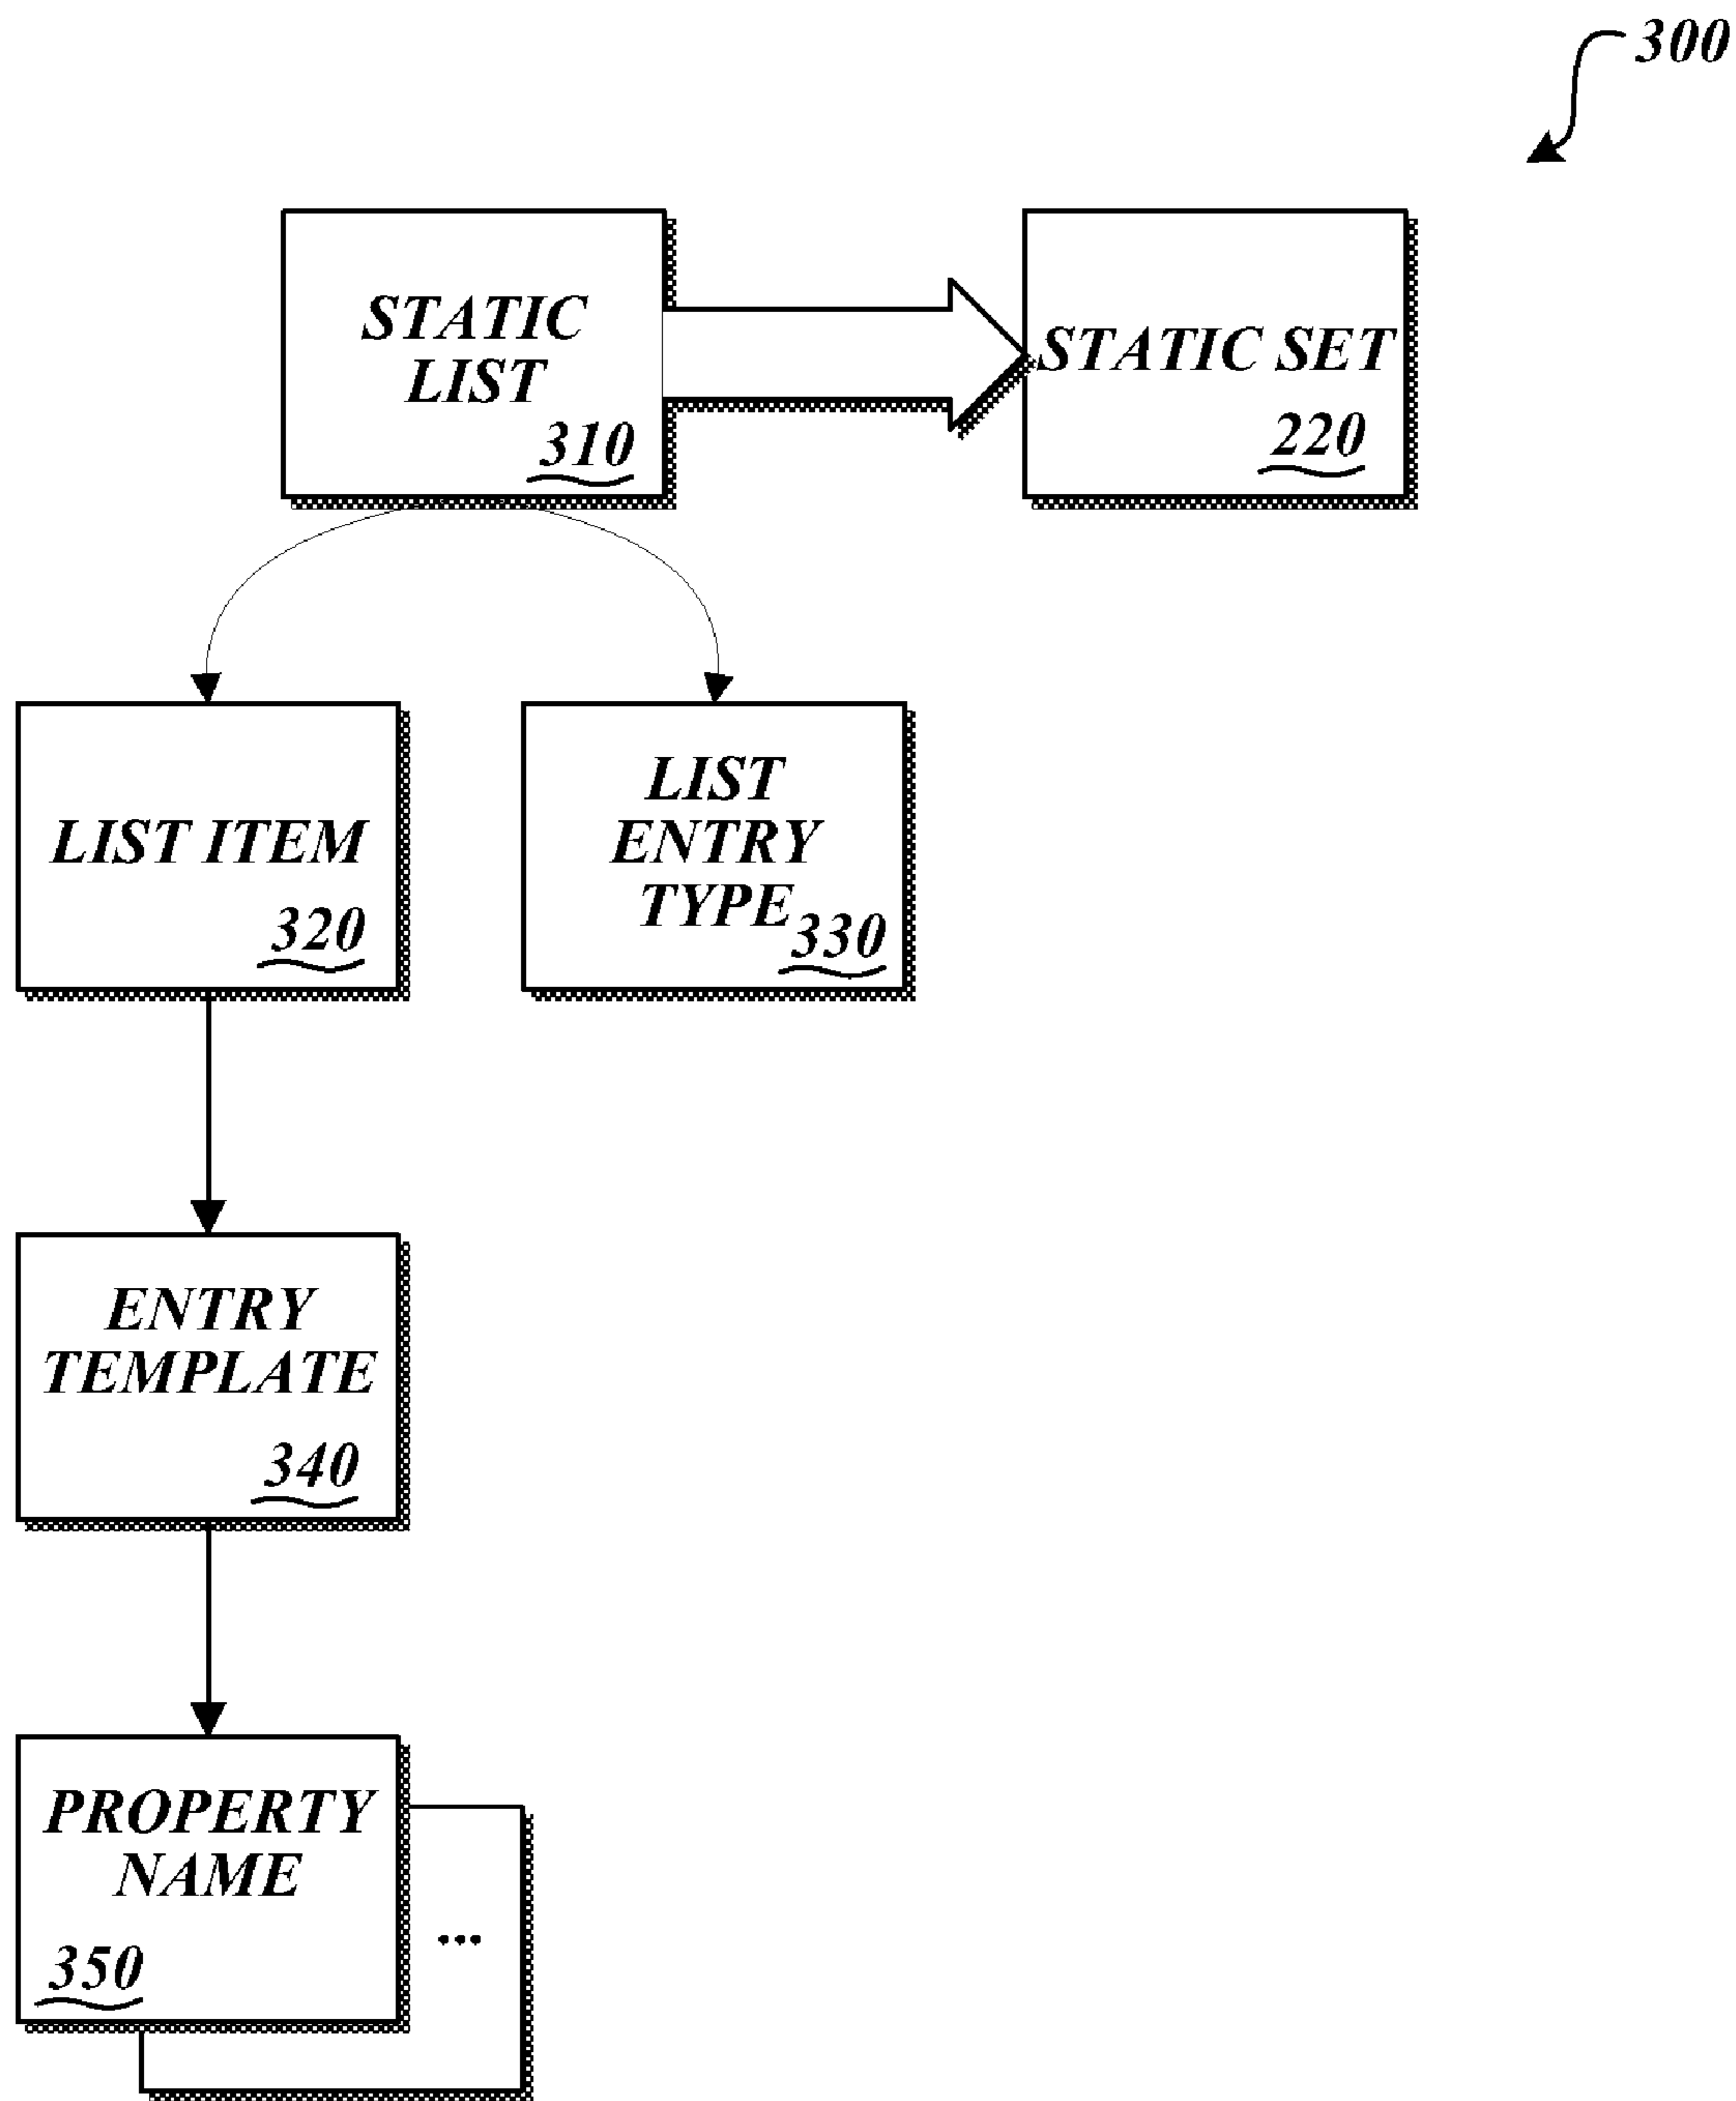 300
STATIC
LIST
310
STATIC SET
220
LIST ITEM
320
LIST
ENTRY
TYPE
330
ENTRY
TEMPLATE
340
PROPERTY
NAME
350
...